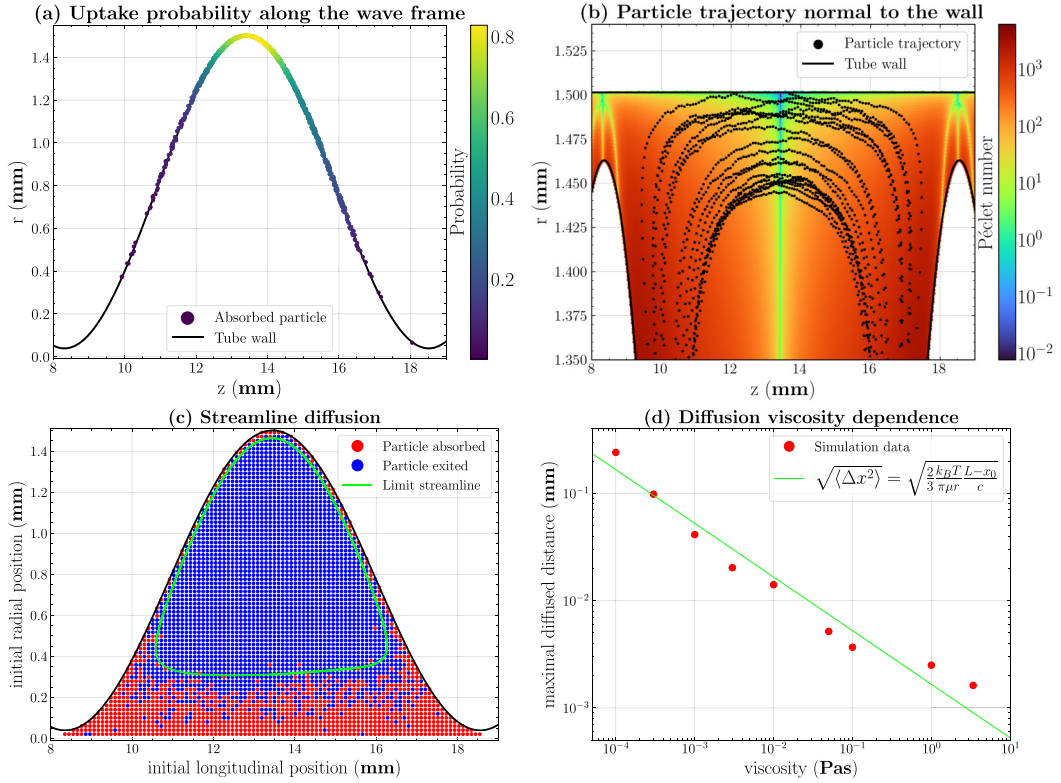 (a) Uptake probability along the wave frame
r (mm)
1.4
1.2
1.0
0.8
0.6
0.4
0.2
0.0
8 10 12 14 16 18
z (mm)
Absorbed particle
Tube wall
Probability
0.8
0.6
0.4
0.2
(b) Particle trajectory normal to the wall
r (mm)
1.525
1.500
1.475
1.450
1.425
1.400
1.375
1.350
8 10 12 14 16 18
z (mm)
Particle trajectory
Tube wall
Péclet number
10³
10²
10¹
10⁰
10⁻¹
10⁻²
(c) Streamline diffusion
initial radial position (mm)
1.4
1.2
1.0
0.8
0.6
0.4
0.2
0.0
8 10 12 14 16 18
initial longitudinal position (mm)
Particle absorbed
Particle exited
Limit streamline
(d) Diffusion viscosity dependence
maximal diffused distance (mm)
10⁻¹
10⁻²
10⁻³
10⁻⁴ 10⁻³ 10⁻² 10⁻¹ 10⁰ 10¹
viscosity (Pas)
Simulation data
√⟨Δx²⟩ = √(2/3 k_BT/πμr L−x₀/c)